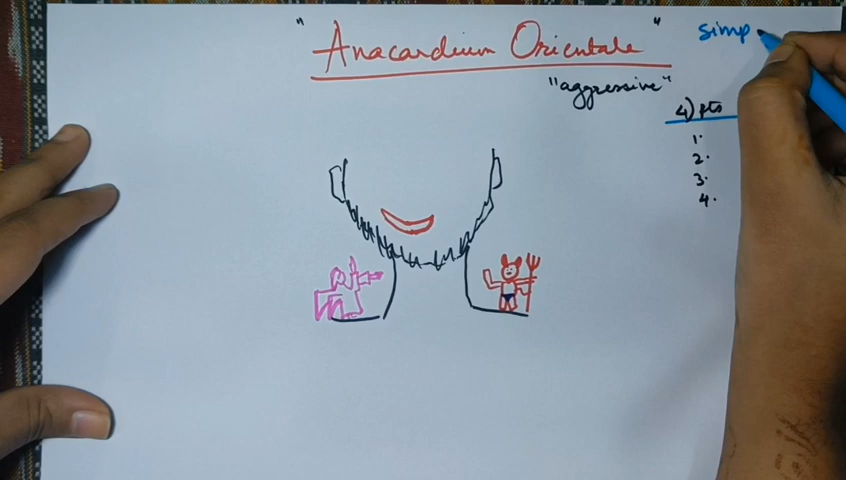 "Anacardium Orientale"
simp
"aggressive"
4) pts
1.
2.
3.
4.